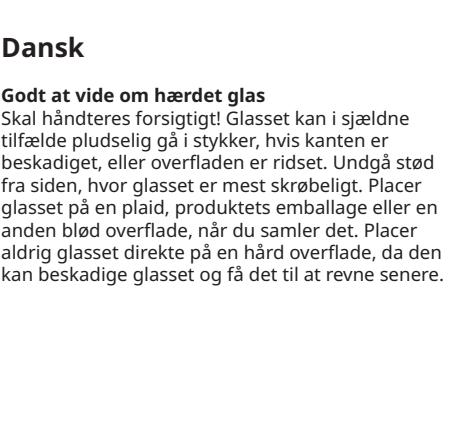 Dansk
Godt at vide om hærdet glas
Skal håndteres forsigtigt! Glasset kan i sjældne
tilfælde pludselig gå i stykker, hvis kanten er
beskadiget, eller overfladen er ridset. Undgå stød
fra siden, hvor glasset er mest skrøbeligt. Placer
glasset på en plaid, produktets emballage eller en
anden blød overflade, når du samler det. Placer
aldrig glasset direkte på en hård overflade, da den
kan beskadige glasset og få det til at revne senere.